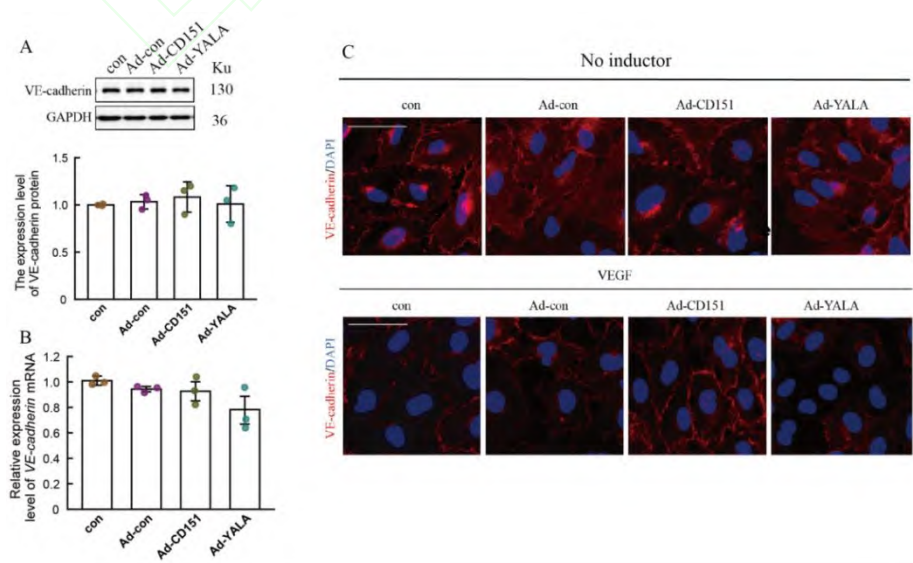 A
con Ad-con Ad-CD151 Ad-YALA
Ku
VE-cadherin 130
GAPDH 36
The expression level
of VE-cadherin protein
1.5
1.0
0.5
0
con Ad-con Ad-CD151 Ad-YALA
B
Relative expression
level of VE-cadherin mRNA
1.2
1.0
0.8
0.6
0.4
0.2
0
con Ad-con Ad-CD151 Ad-YALA
C
No inductor
con Ad-con Ad-CD151 Ad-YALA
VE-cadherin/DAPI
VEGF
con Ad-con Ad-CD151 Ad-YALA
VE-cadherin/DAPI